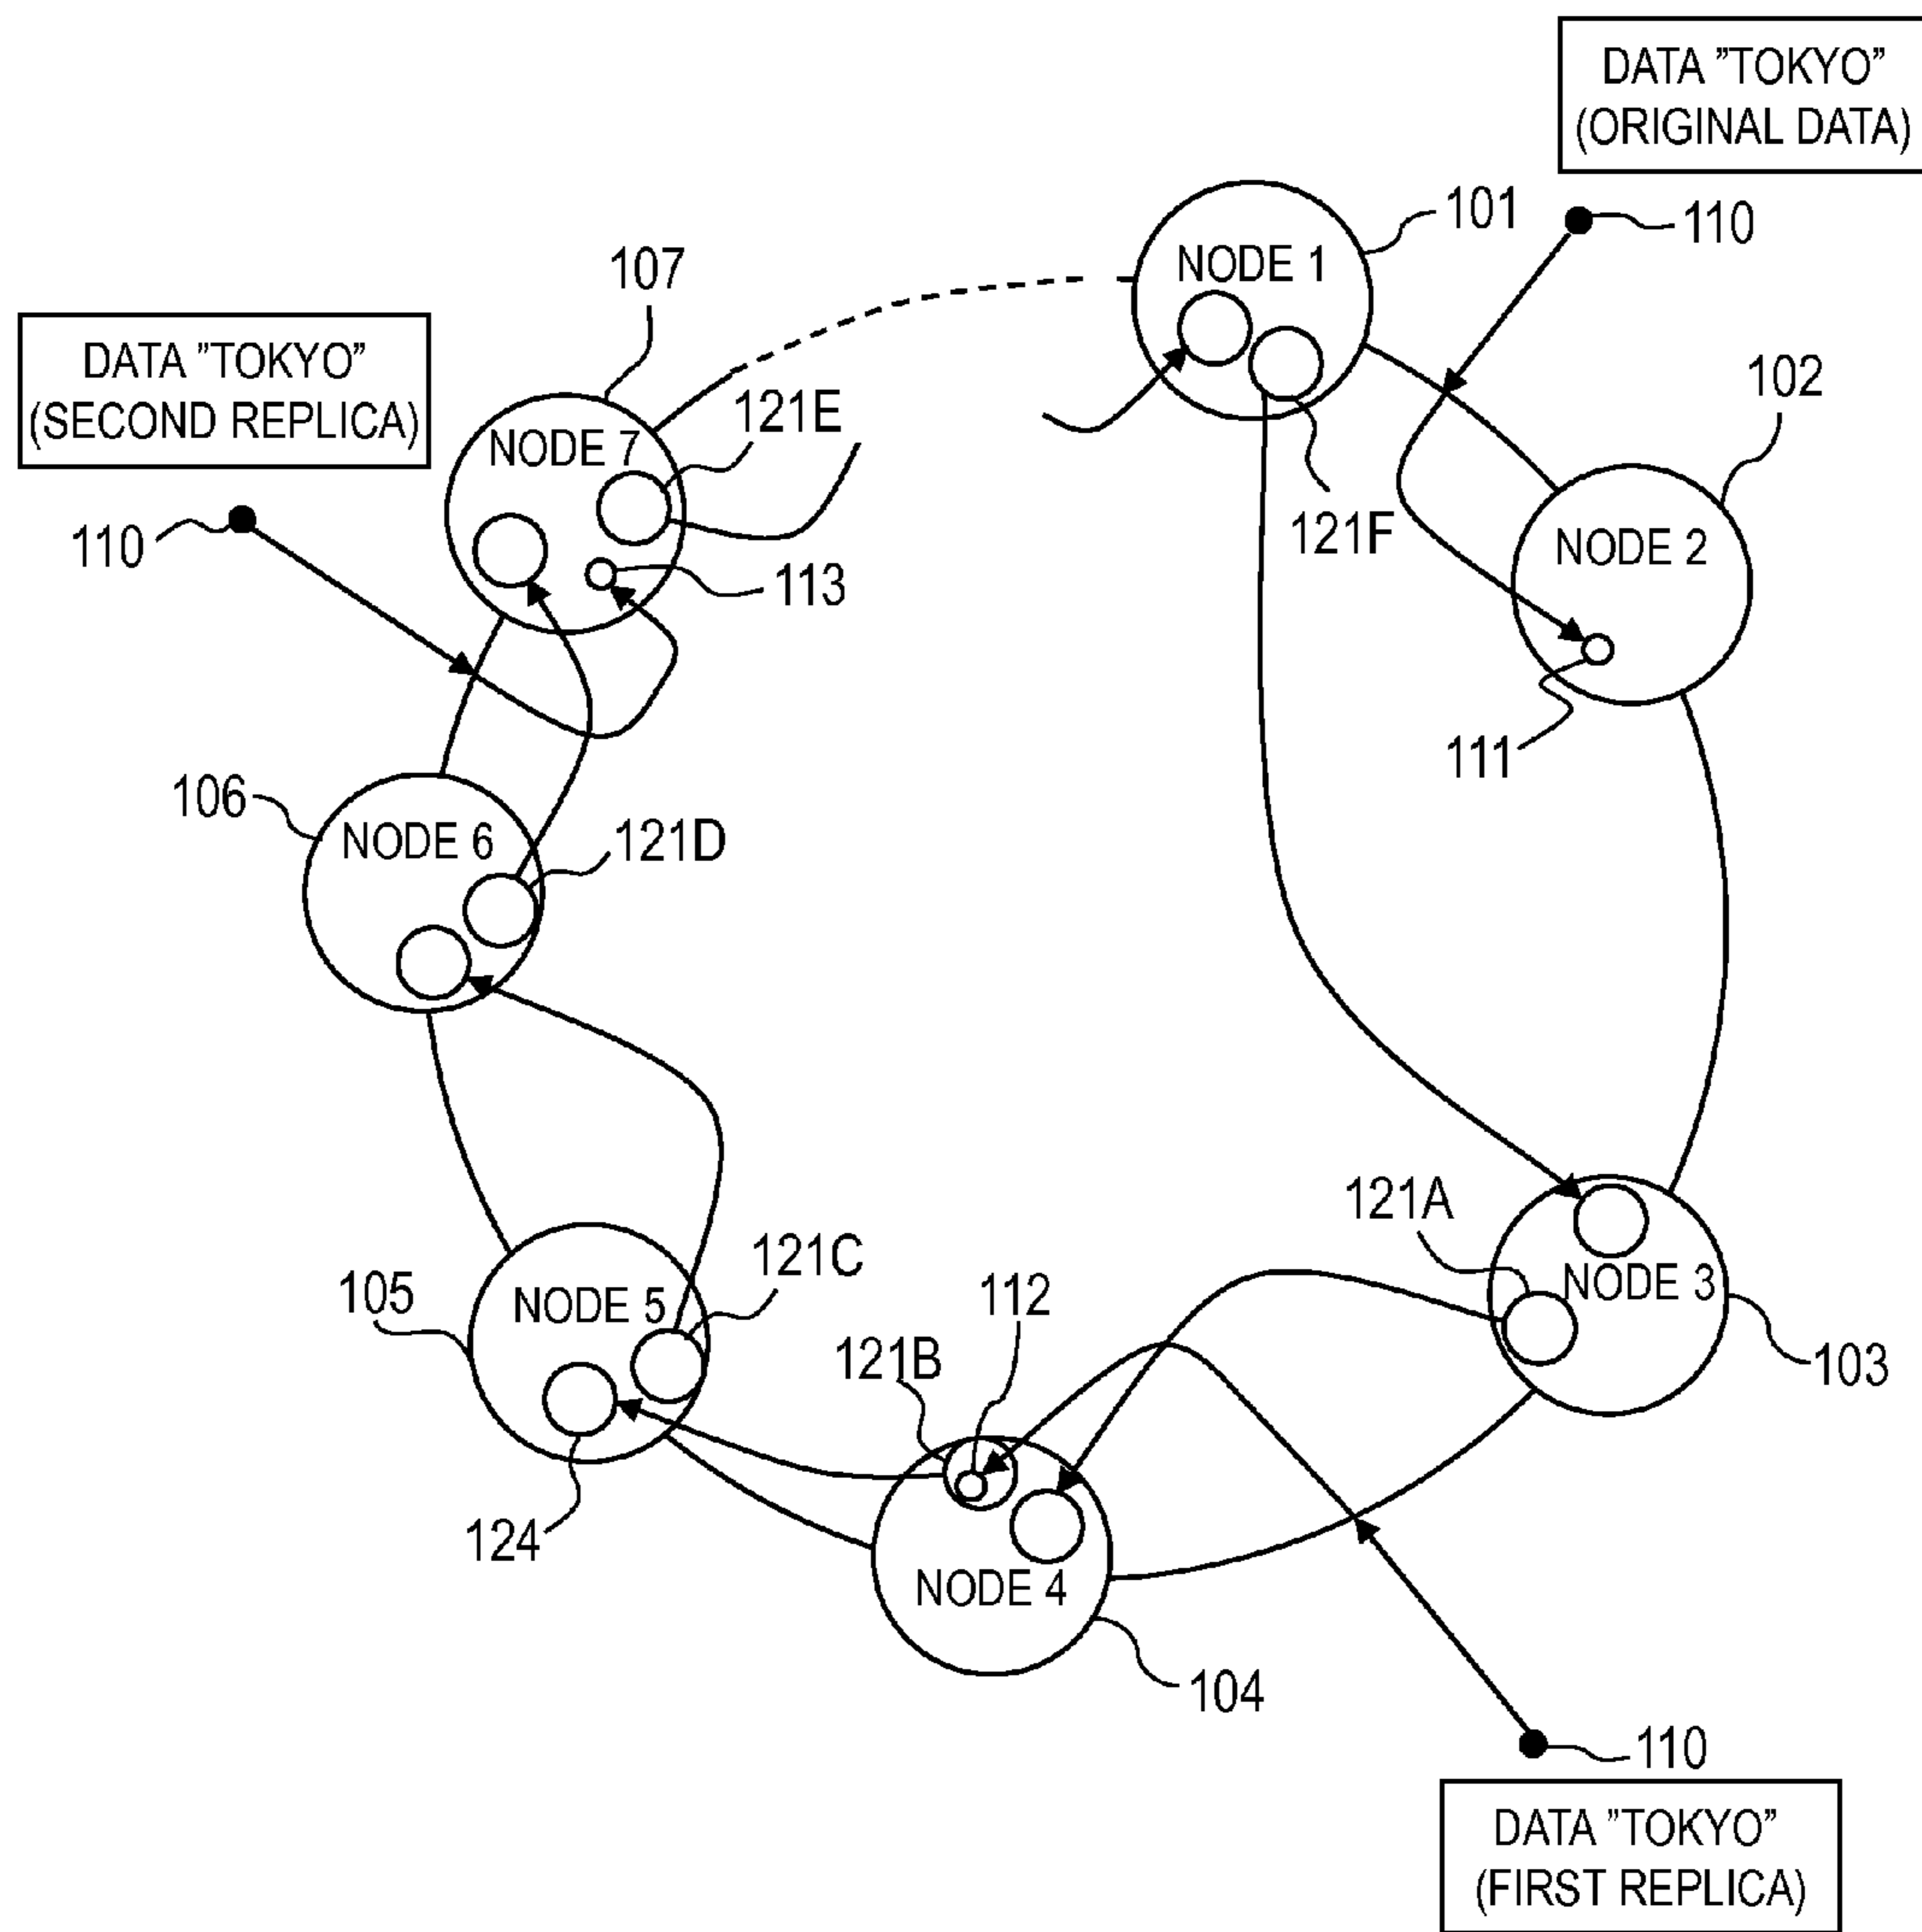 DATA "TOKYO"
(ORIGINAL DATA)
101
110
NODE 1
107
DATA "TOKYO"
(SECOND REPLICA)
102
121E
NODE 7
110
121F
NODE 2
113
111
106
NODE 6
121D
121A
121C
112
NODE 3
105
NODE 5
121B
103
124
NODE 4
104
110
DATA "TOKYO"
(FIRST REPLICA)